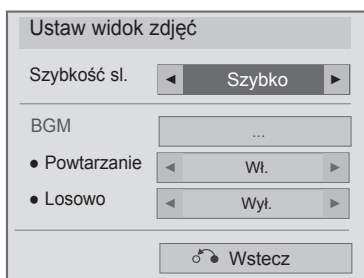 Ustaw widok zdjęć
Szybkość sl. ◄ Szybko ►
BGM ...
● Powtarzanie ◄ Wł. ►
● Losowo ◄ Wył. ►
Wstecz